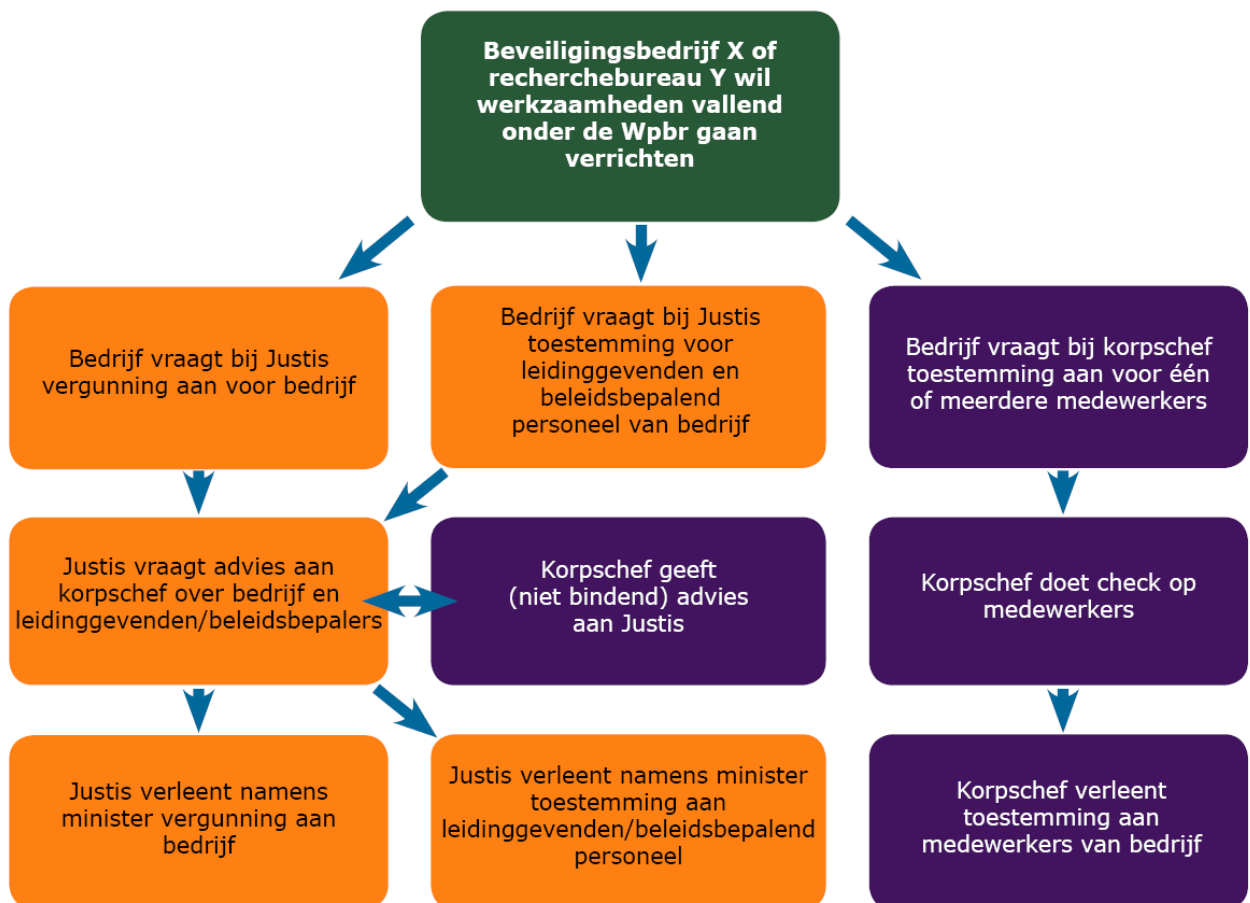 Beveiligingsbedrijf X of
recherchebureau Y wil
werkzaamheden vallend
onder de Wpbr gaan
verrichten
Bedrijf vraagt bij Justis
vergunning aan voor bedrijf
Bedrijf vraagt bij Justis
toestemming voor
leidinggevenden en
beleidsbepalend
personeel van bedrijf
Bedrijf vraagt bij korpschef
toestemming aan voor één
of meerdere medewerkers
Justis vraagt advies aan
korpschef over bedrijf en
leidinggevenden/beleidsbepalers
Korpschef geeft
(niet bindend) advies
aan Justis
Korpschef doet check op
medewerkers
Justis verleent namens
minister vergunning aan
bedrijf
Justis verleent namens minister
toestemming aan
leidinggevenden/beleidsbepalend
personeel
Korpschef verleent
toestemming aan
medewerkers van bedrijf